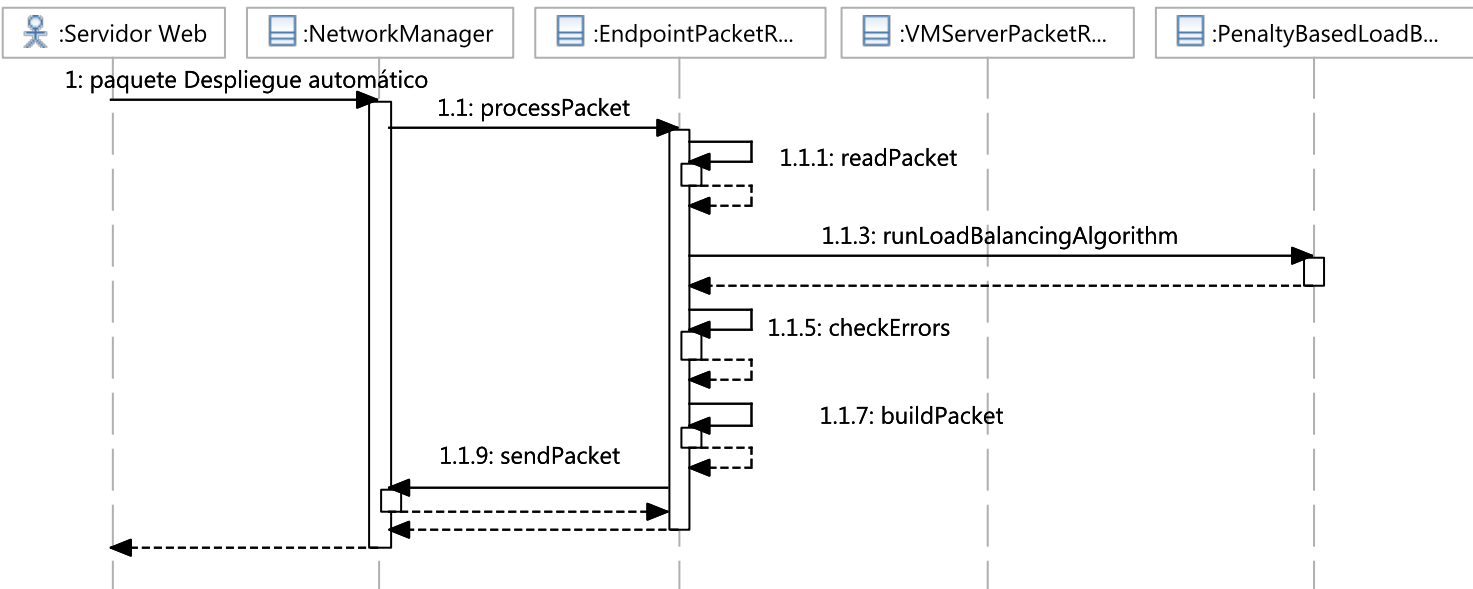 :Servidor Web
:NetworkManager
:EndpointPacketR...
:VMServerPacketR...
:PenaltyBasedLoadB...
1: paquete Despliegue automático
1.1: processPacket
1.1.1: readPacket
1.1.3: runLoadBalancingAlgorithm
1.1.5: checkErrors
1.1.7: buildPacket
1.1.9: sendPacket